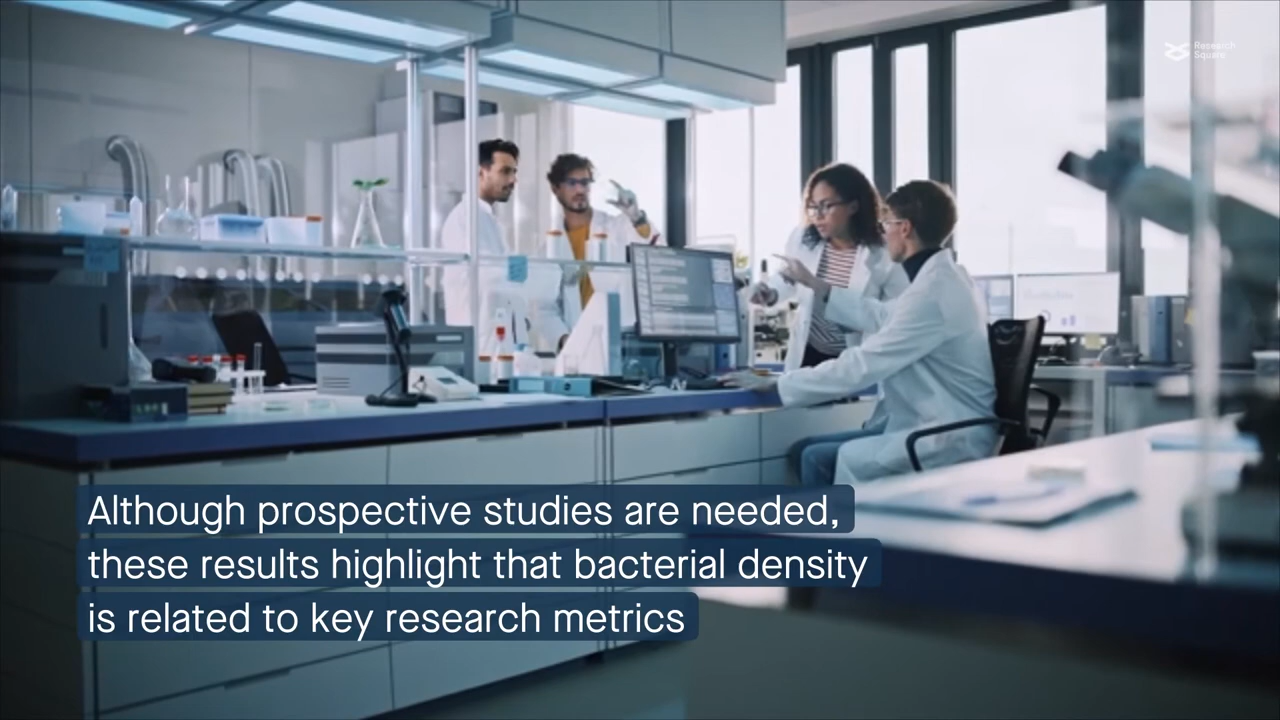 Research
Square
Although prospective studies are needed,
these results highlight that bacterial density
is related to key research metrics